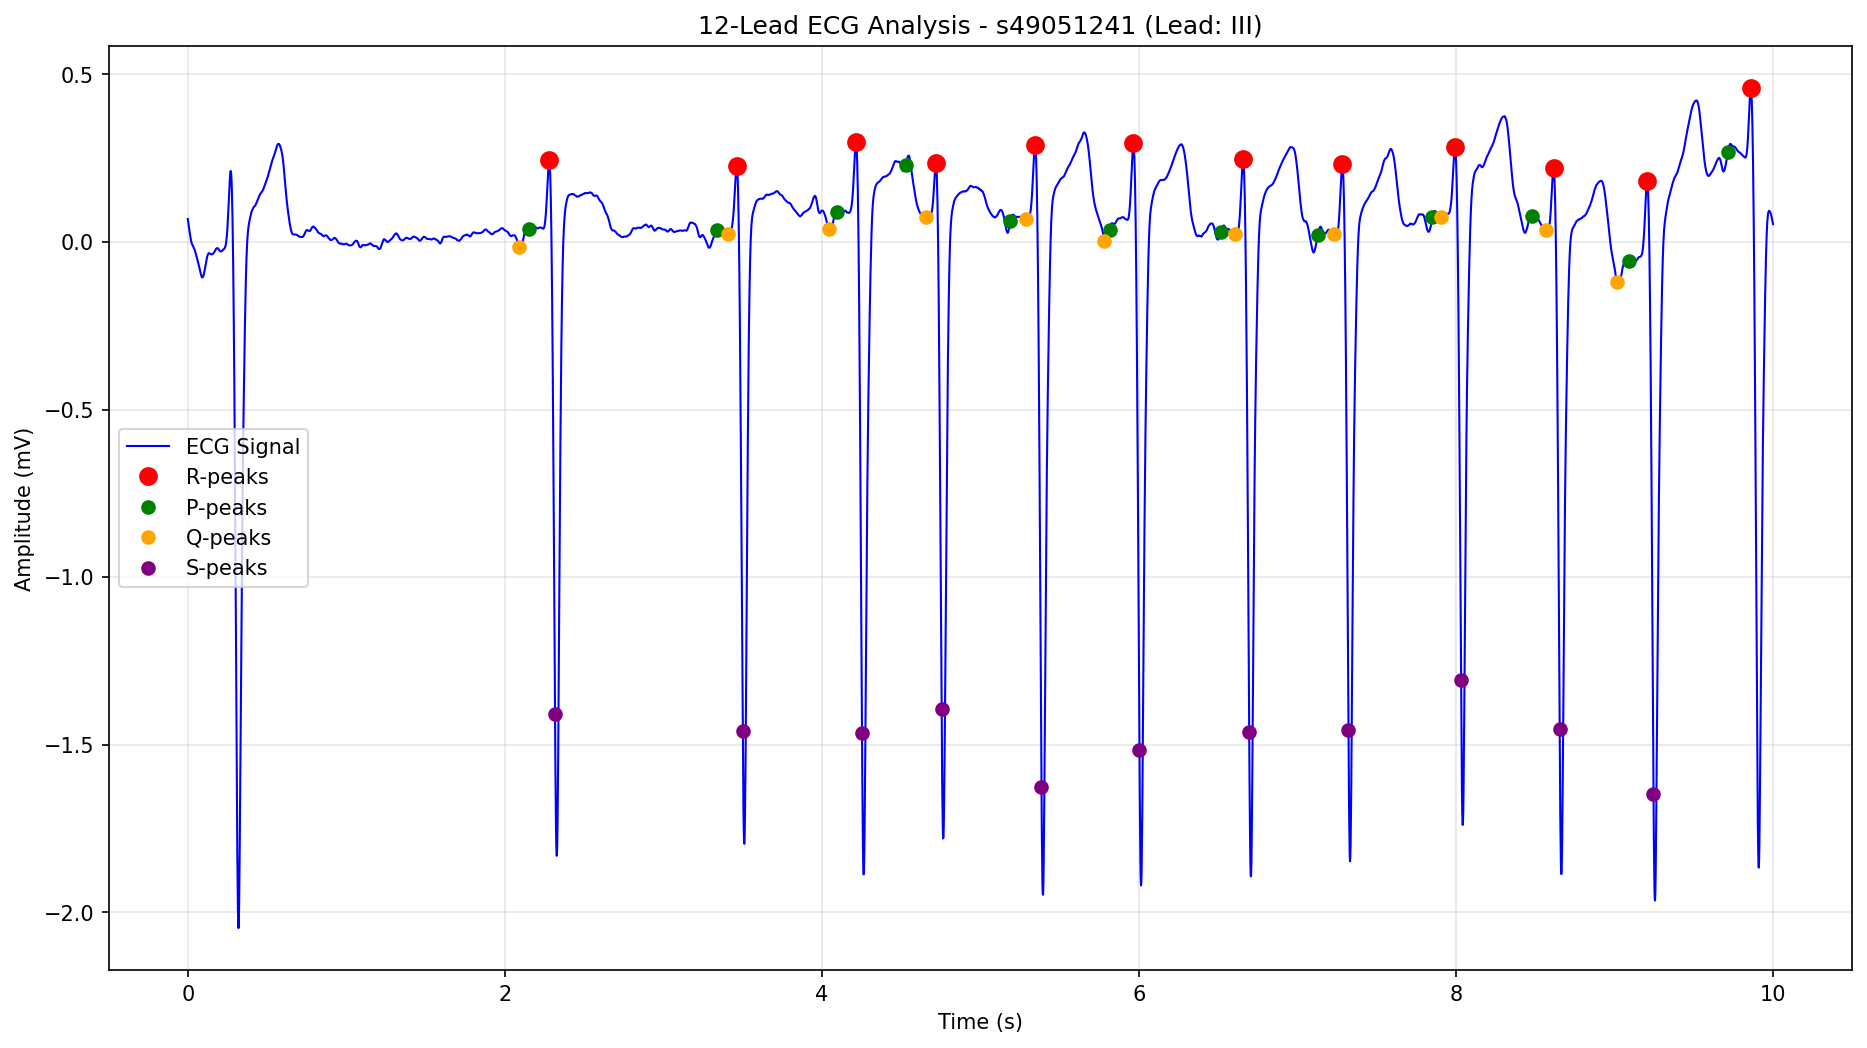 12-Lead ECG Analysis - s49051241 (Lead: III)
0.5
0.0
−0.5
−1.0
−1.5
−2.0
Amplitude (mV)
ECG Signal
R-peaks
P-peaks
Q-peaks
S-peaks
0 2 4 6 8 10
Time (s)